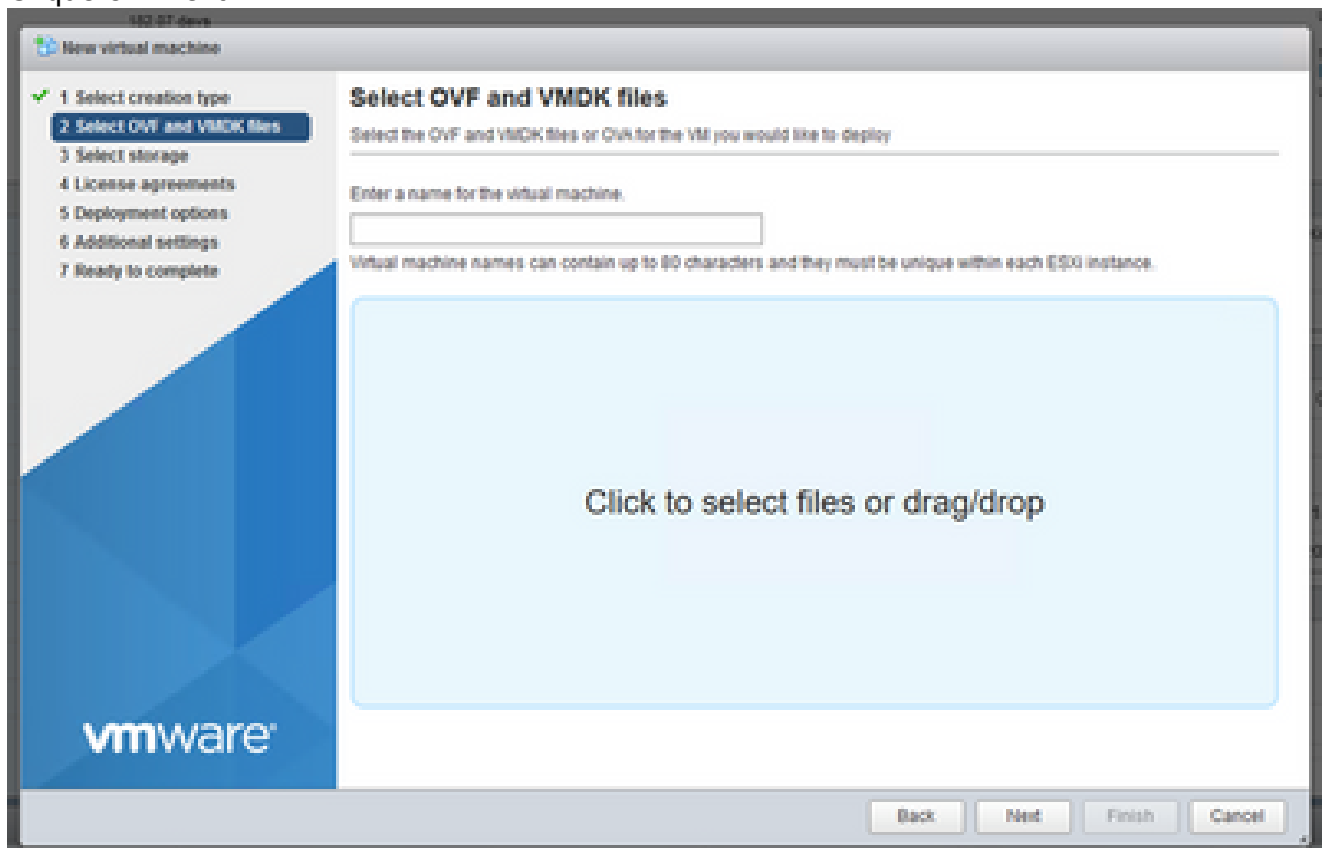 New virtual machine
1 Select creation type
2 Select OVF and VMDK files
3 Select storage
4 License agreements
5 Deployment options
6 Additional settings
7 Ready to complete
Select OVF and VMDK files
Select the OVF and VMDK files or OVA for the VM you would like to deploy
Enter a name for the virtual machine.
Virtual machine names can contain up to 80 characters and they must be unique within each ESXi instance.
Click to select files or drag/drop
vmware
Back
Next
Finish
Cancel